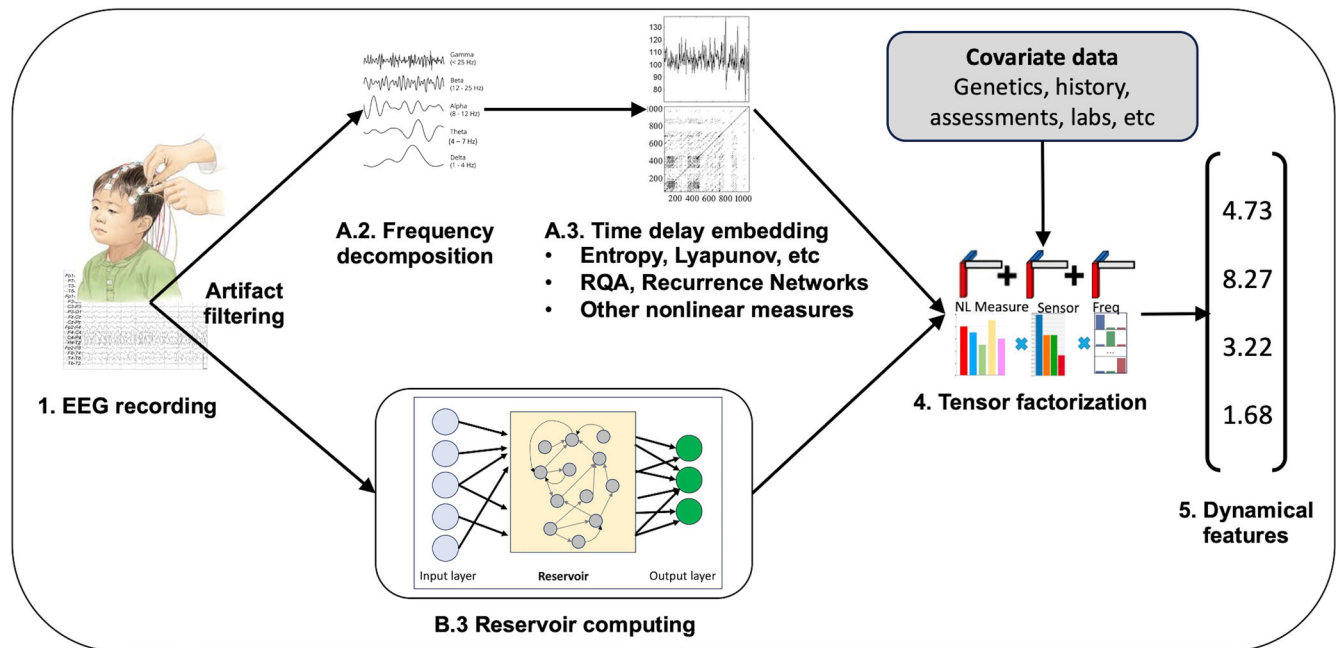 Gamma
(< 25 Hz)
Beta
(12 - 25 Hz)
Alpha
(8 - 12 Hz)
Theta
(4 – 7 Hz)
Delta
(1 - 4 Hz)
130
120
110
100
90
80
1000
800
600
400
200
200 400 600 800 1000
Covariate data
Genetics, history,
assessments, labs, etc
A.2. Frequency
decomposition
A.3. Time delay embedding
• Entropy, Lyapunov, etc
• RQA, Recurrence Networks
• Other nonlinear measures
Artifact
filtering
1. EEG recording
NL Measure
Sensor
Freq
...
4. Tensor factorization
4.73
8.27
3.22
1.68
5. Dynamical
features
Input layer
Reservoir
Output layer
B.3 Reservoir computing